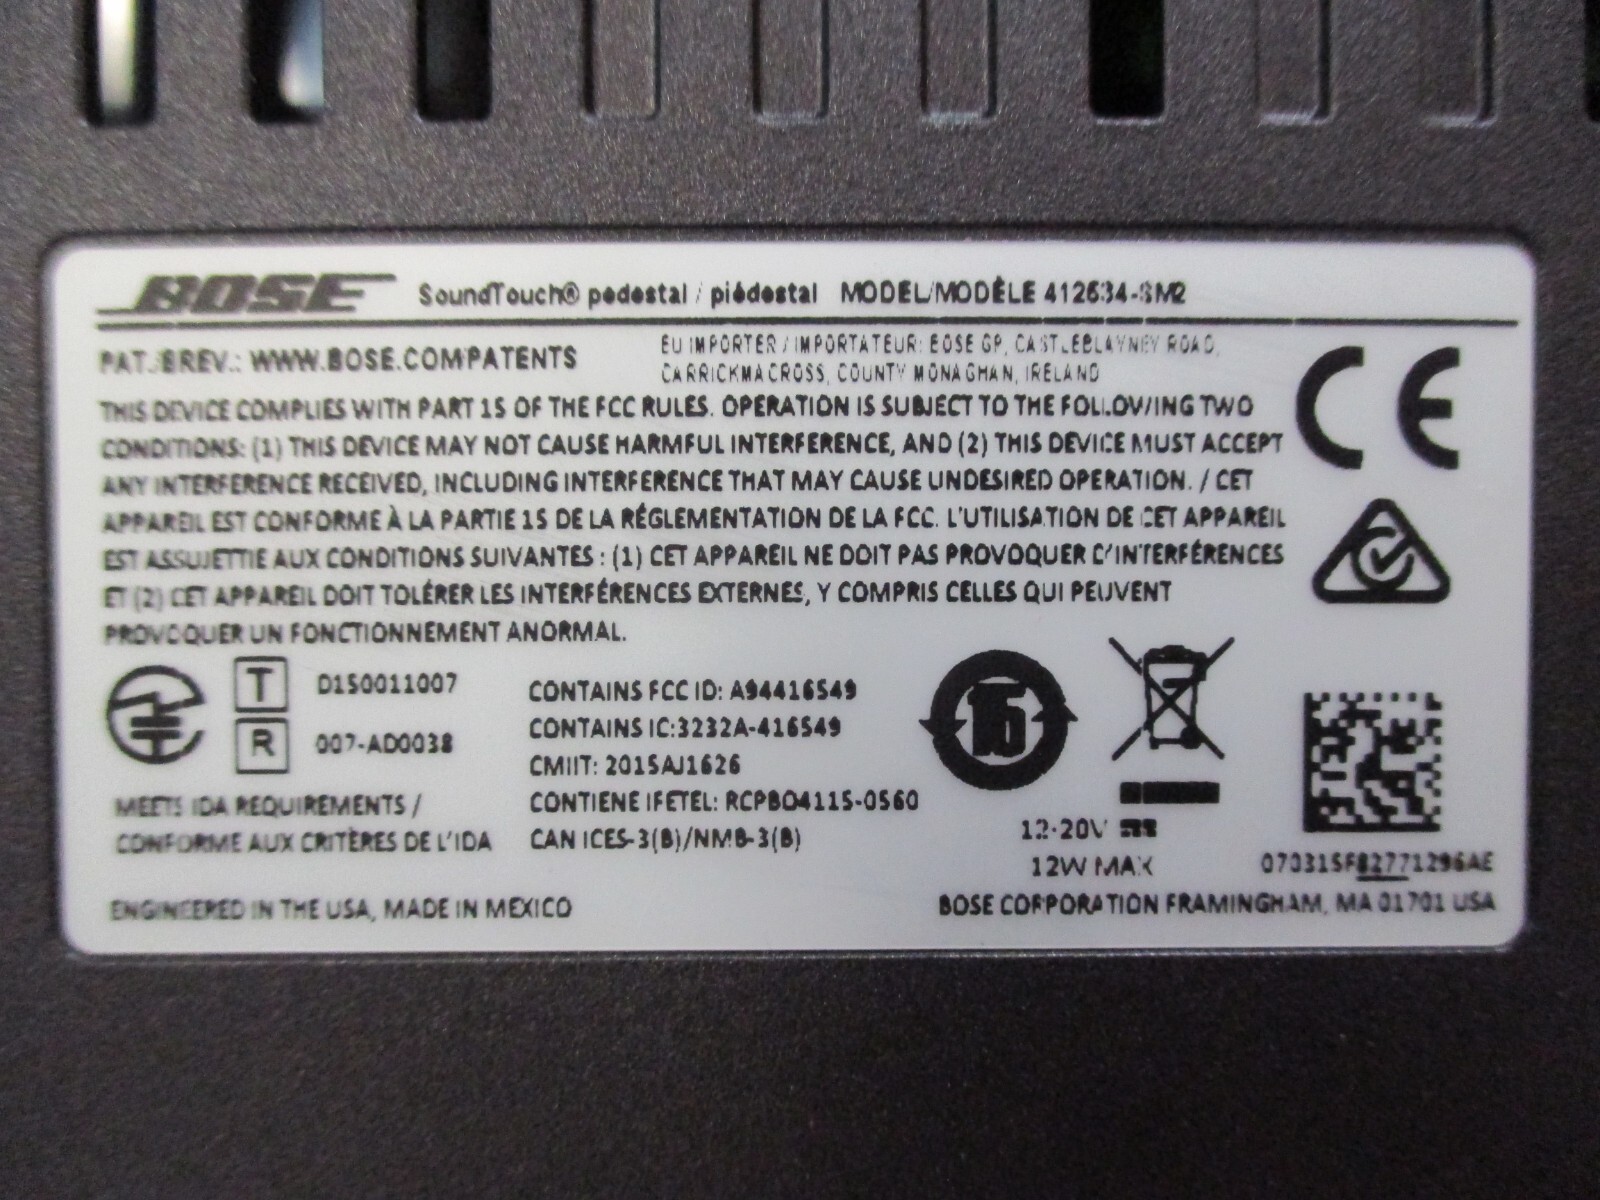 BOSE SoundTouch® pedestal / piédestal MODEL/MODÈLE 412534-SM2
PAT./BREV.: WWW.BOSE.COM/PATENTS
EU IMPORTER / IMPORTATEUR: BOSE GP, CASTLEBLAYNEY ROAD,
CARRICKMACROSS, COUNTY MONAGHAN, IRELAND
THIS DEVICE COMPLIES WITH PART 15 OF THE FCC RULES. OPERATION IS SUBJECT TO THE FOLLOWING TWO
CONDITIONS: (1) THIS DEVICE MAY NOT CAUSE HARMFUL INTERFERENCE, AND (2) THIS DEVICE MUST ACCEPT
ANY INTERFERENCE RECEIVED, INCLUDING INTERFERENCE THAT MAY CAUSE UNDESIRED OPERATION. / CET
APPAREIL EST CONFORME À LA PARTIE 15 DE LA RÉGLEMENTATION DE LA FCC. L'UTILISATION DE CET APPAREIL
EST ASSUJETTIE AUX CONDITIONS SUIVANTES : (1) CET APPAREIL NE DOIT PAS PROVOQUER D'INTERFÉRENCES
ET (2) CET APPAREIL DOIT TOLÉRER LES INTERFÉRENCES EXTERNES, Y COMPRIS CELLES QUI PEUVENT
PROVOQUER UN FONCTIONNEMENT ANORMAL.
CE
T D150011007
R 007-AD0038
MEETS IDA REQUIREMENTS /
CONFORME AUX CRITÈRES DE L'IDA
CONTAINS FCC ID: A94416549
CONTAINS IC:3232A-416549
CMIIT: 2015AJ1626
CONTIENE IFETEL: RCPBO4115-0560
CAN ICES-3(B)/NMB-3(B)
15
12-20V
12W MAX
070315F82771296AE
ENGINEERED IN THE USA, MADE IN MEXICO
BOSE CORPORATION FRAMINGHAM, MA 01701 USA